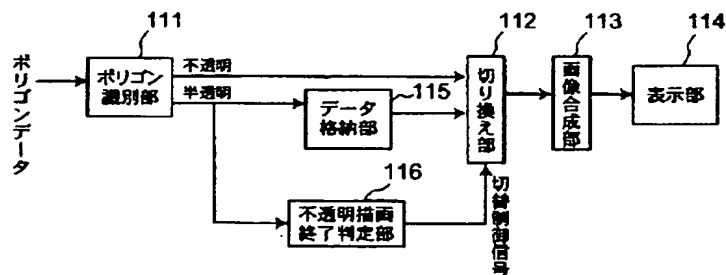 111
112
113
114
ポリゴンデータ
ポリゴン
識別部
不透明
半透明
データ
格納部
115
切り換え部
画像合成部
表示部
116
不透明描画
終了判定部
切替制御信号